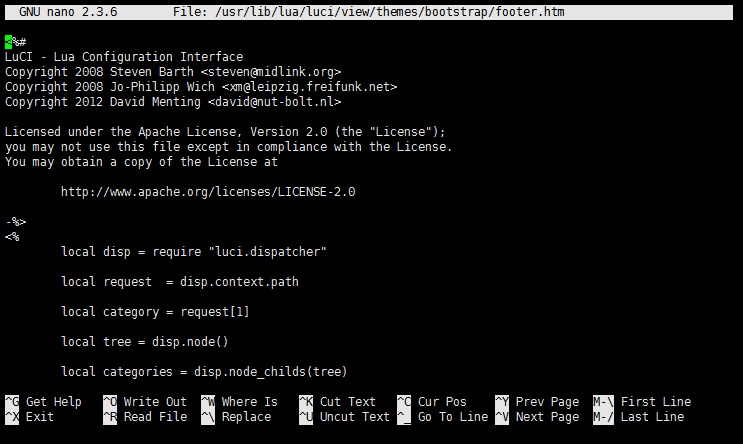 GNU nano 2.3.6        File: /usr/lib/lua/luci/view/themes/bootstrap/footer.htm

<%#
LuCI - Lua Configuration Interface
Copyright 2008 Steven Barth <steven@midlink.org>
Copyright 2008 Jo-Philipp Wich <xm@leipzig.freifunk.net>
Copyright 2012 David Menting <david@nut-bolt.nl>

Licensed under the Apache License, Version 2.0 (the "License");
you may not use this file except in compliance with the License.
You may obtain a copy of the License at

        http://www.apache.org/licenses/LICENSE-2.0

-%>
<%
        local disp = require "luci.dispatcher"

        local request  = disp.context.path

        local category = request[1]

        local tree = disp.node()

        local categories = disp.node_childs(tree)

^G Get Help   ^O Write Out  ^W Where Is   ^K Cut Text   ^C Cur Pos    ^Y Prev Page  M-\ First Line
^X Exit       ^R Read File  ^\ Replace    ^U Uncut Text ^_ Go To Line ^V Next Page  M-/ Last Line